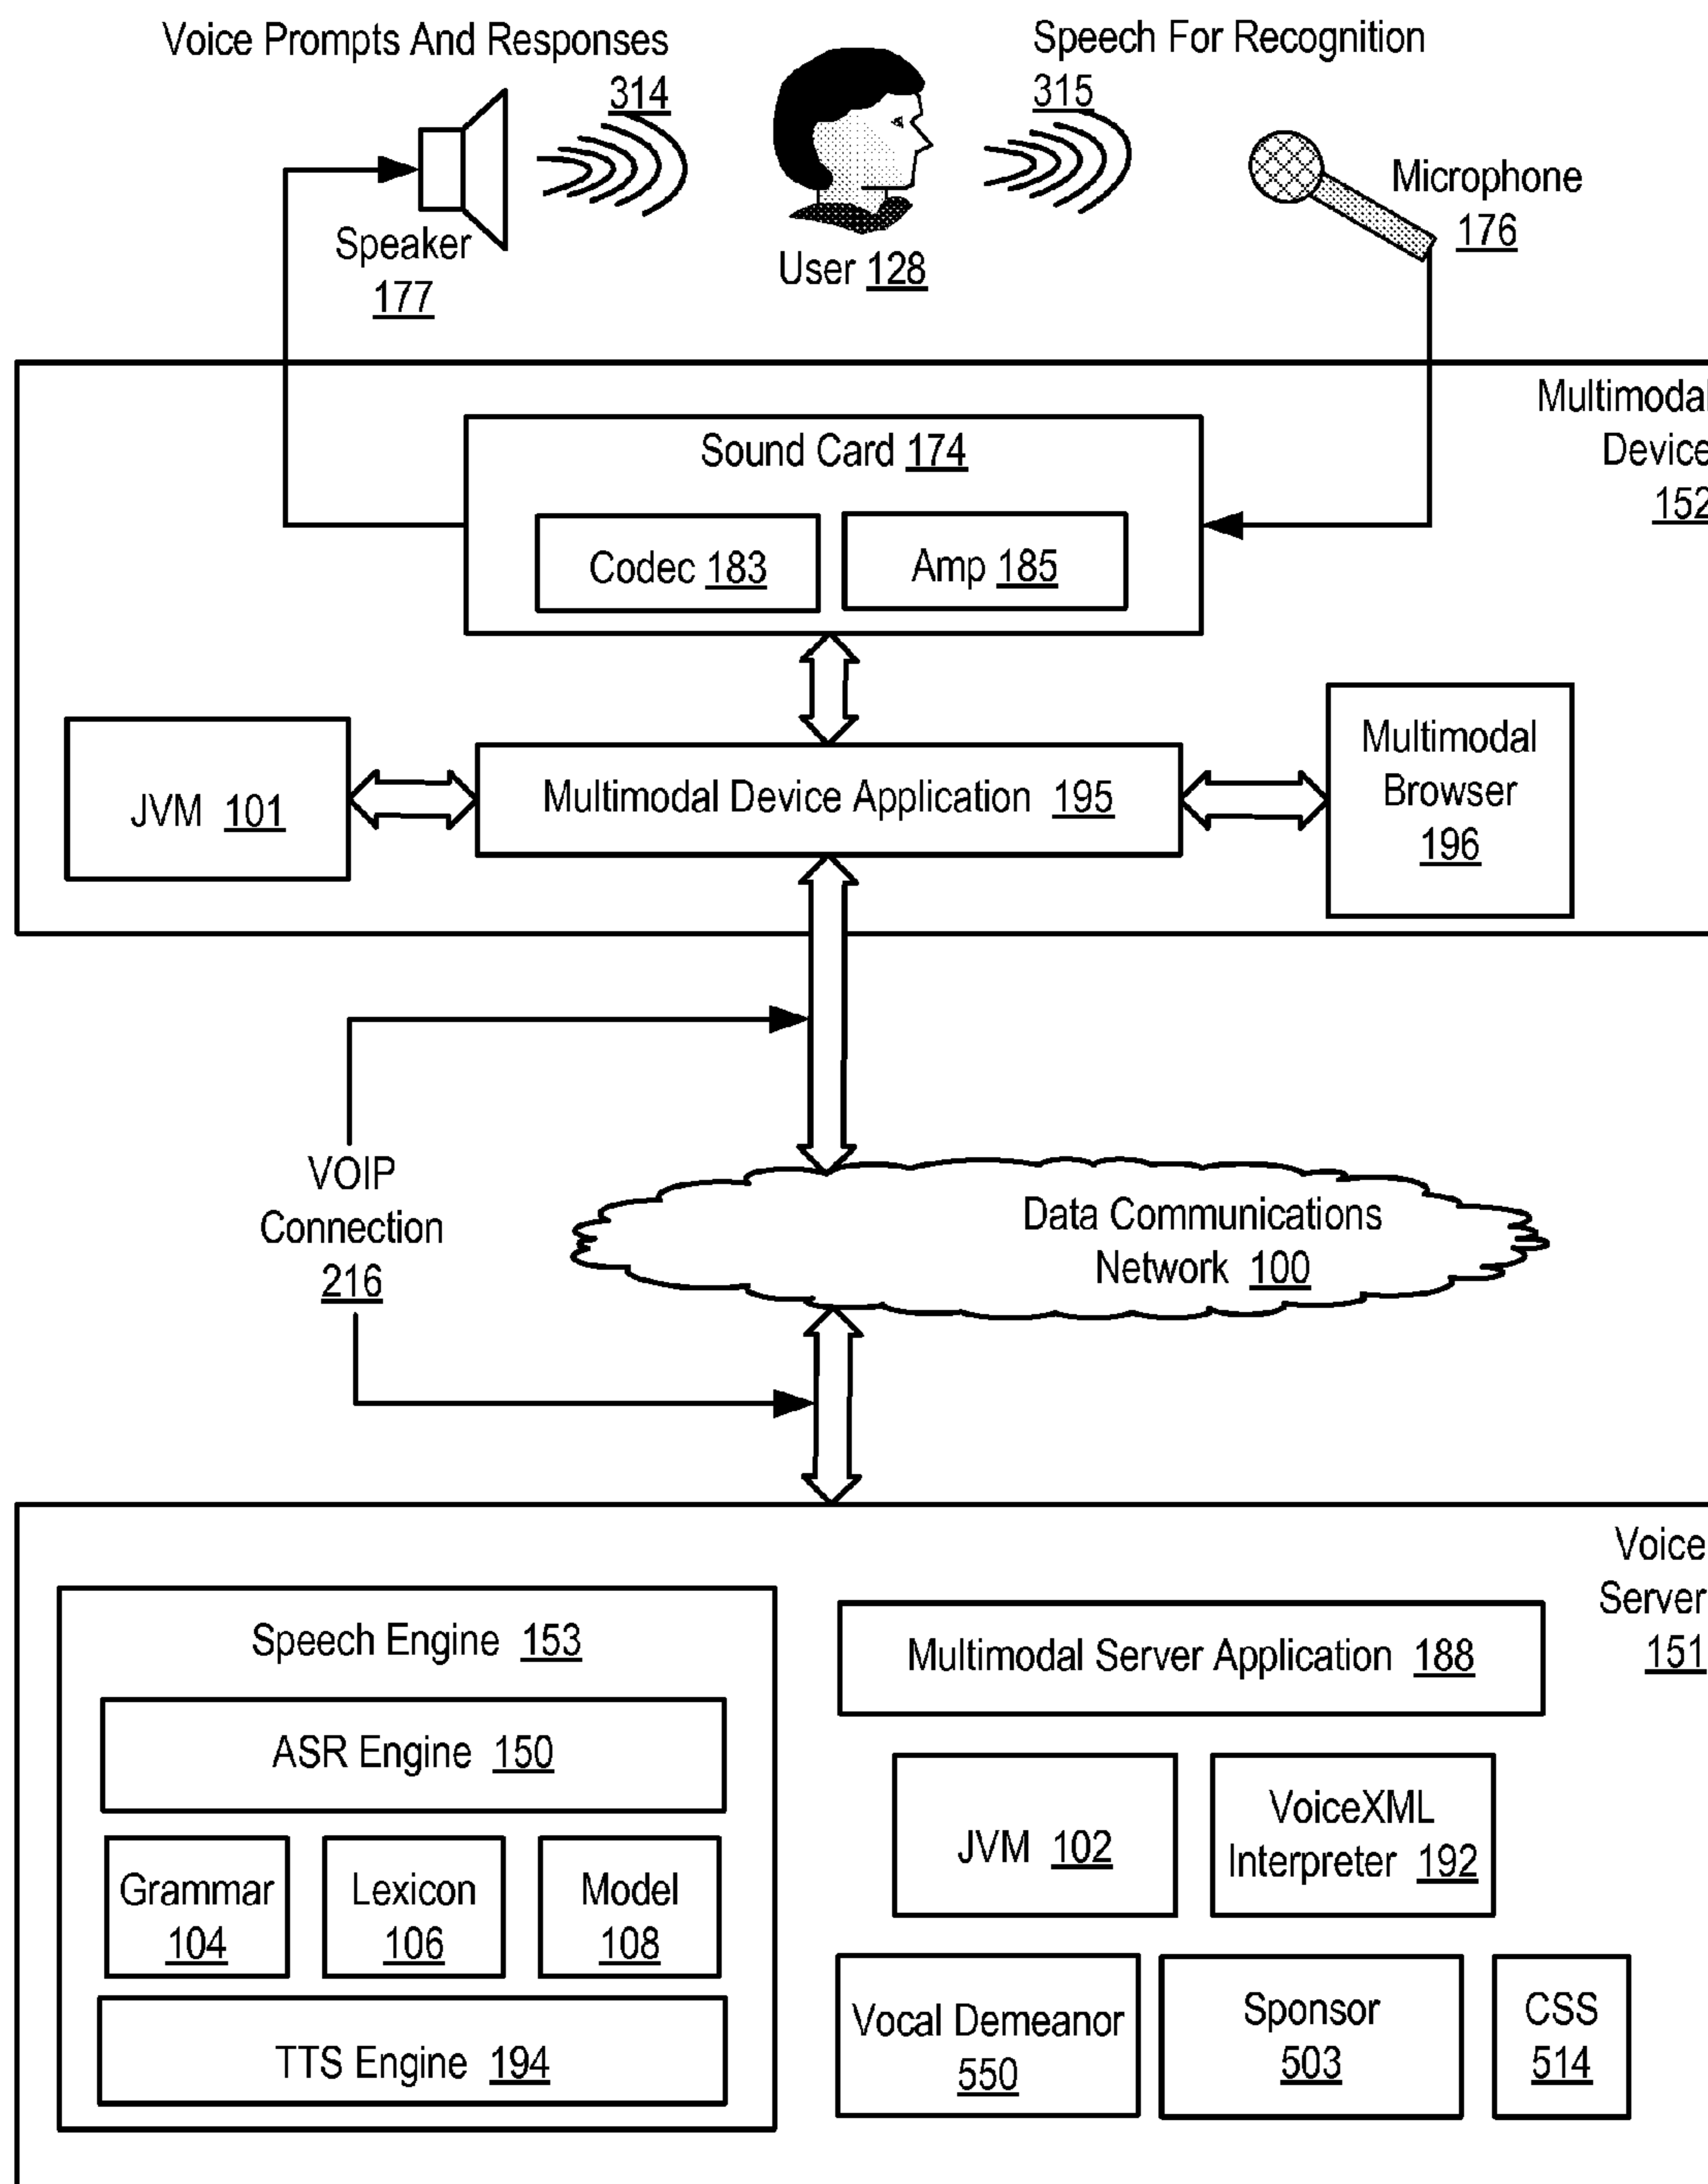 Voice Prompts And Responses
314
Speech For Recognition
315
Speaker
177
User 128
Microphone
176
Multimodal
Device
152
Sound Card 174
Codec 183
Amp 185
JVM 101
Multimodal Device Application 195
Multimodal
Browser
196
VOIP
Connection
216
Data Communications
Network 100
Voice
Server
151
Speech Engine 153
ASR Engine 150
Grammar
104
Lexicon
106
Model
108
TTS Engine 194
Multimodal Server Application 188
JVM 102
VoiceXML
Interpreter 192
Vocal Demeanor
550
Sponsor
503
CSS
514